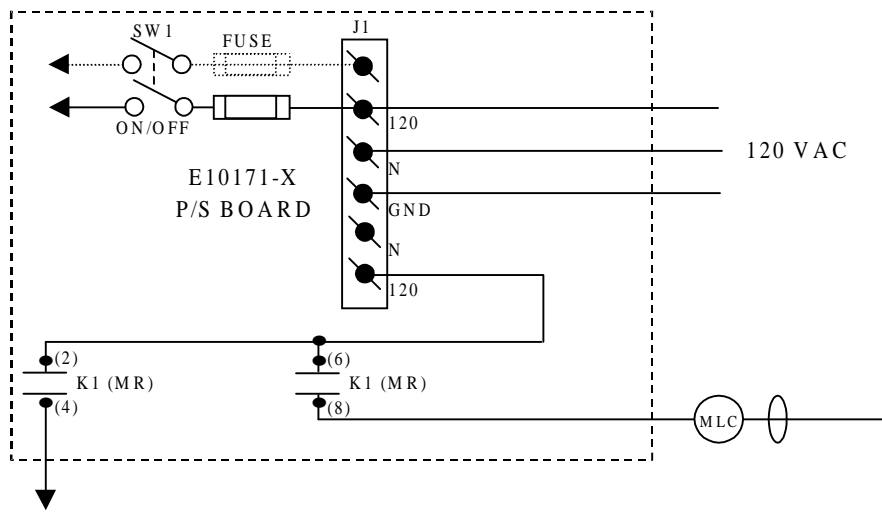 SW1
FUSE
J1
ON/OFF
120
N
GND
N
120
120 VAC
E10171-X
P/S BOARD
(2)
K1 (MR)
(4)
(6)
K1 (MR)
(8)
MLC